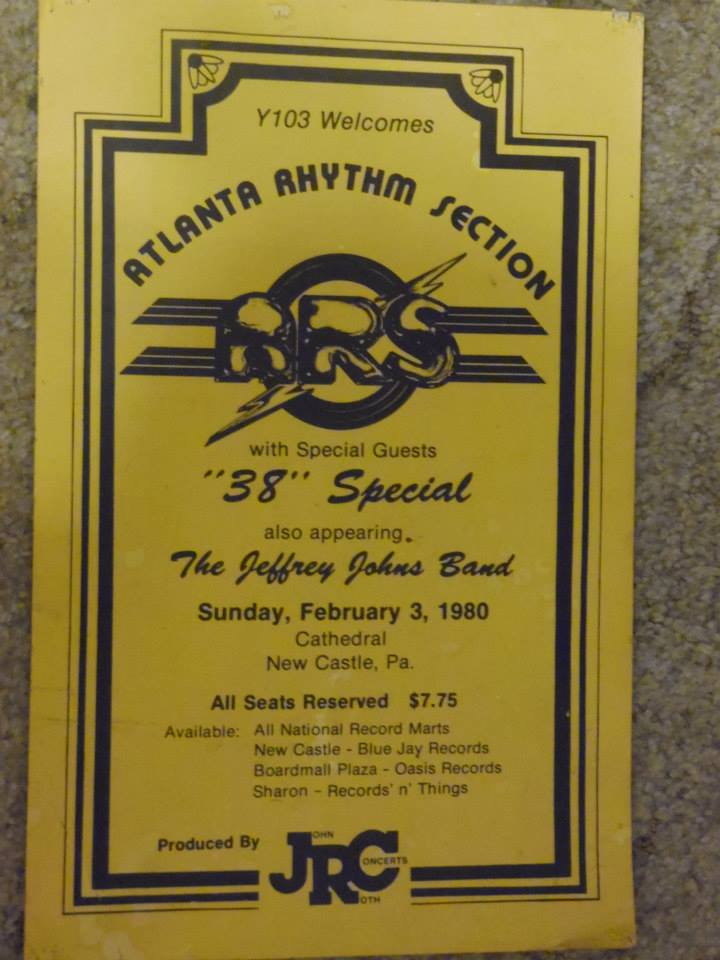 Y103 Welcomes
ATLANTA RHYTHM SECTION
ARS
with Special Guests
"38" Special
also appearing.
The Jeffrey Johns Band
Sunday, February 3, 1980
Cathedral
New Castle, Pa.
All Seats Reserved $7.75
Available: All National Record Marts
New Castle - Blue Jay Records
Boardmall Plaza - Oasis Records
Sharon - Records' n' Things
Produced By JOHN ROTH CONCERTS